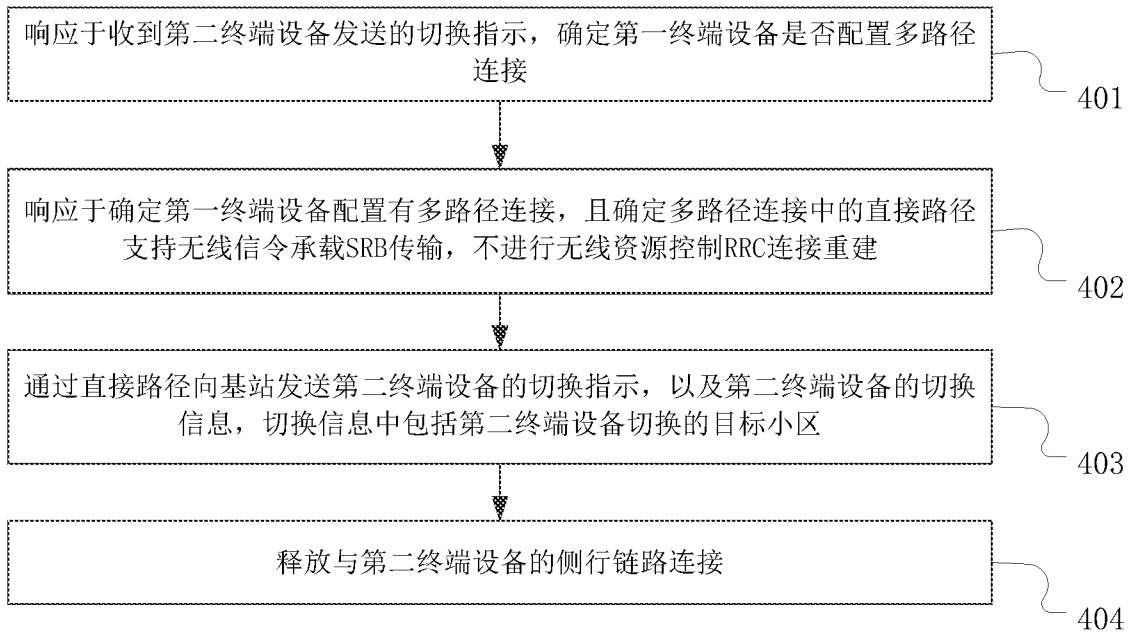 响应于收到第二终端设备发送的切换指示，确定第一终端设备是否配置多路径
连接
401
响应于确定第一终端设备配置有多路径连接，且确定多路径连接中的直接路径
支持无线信令承载SRB传输，不进行无线资源控制RRC连接重建
402
通过直接路径向基站发送第二终端设备的切换指示，以及第二终端设备的切换
信息，切换信息中包括第二终端设备切换的目标小区
403
释放与第二终端设备的侧行链路连接
404